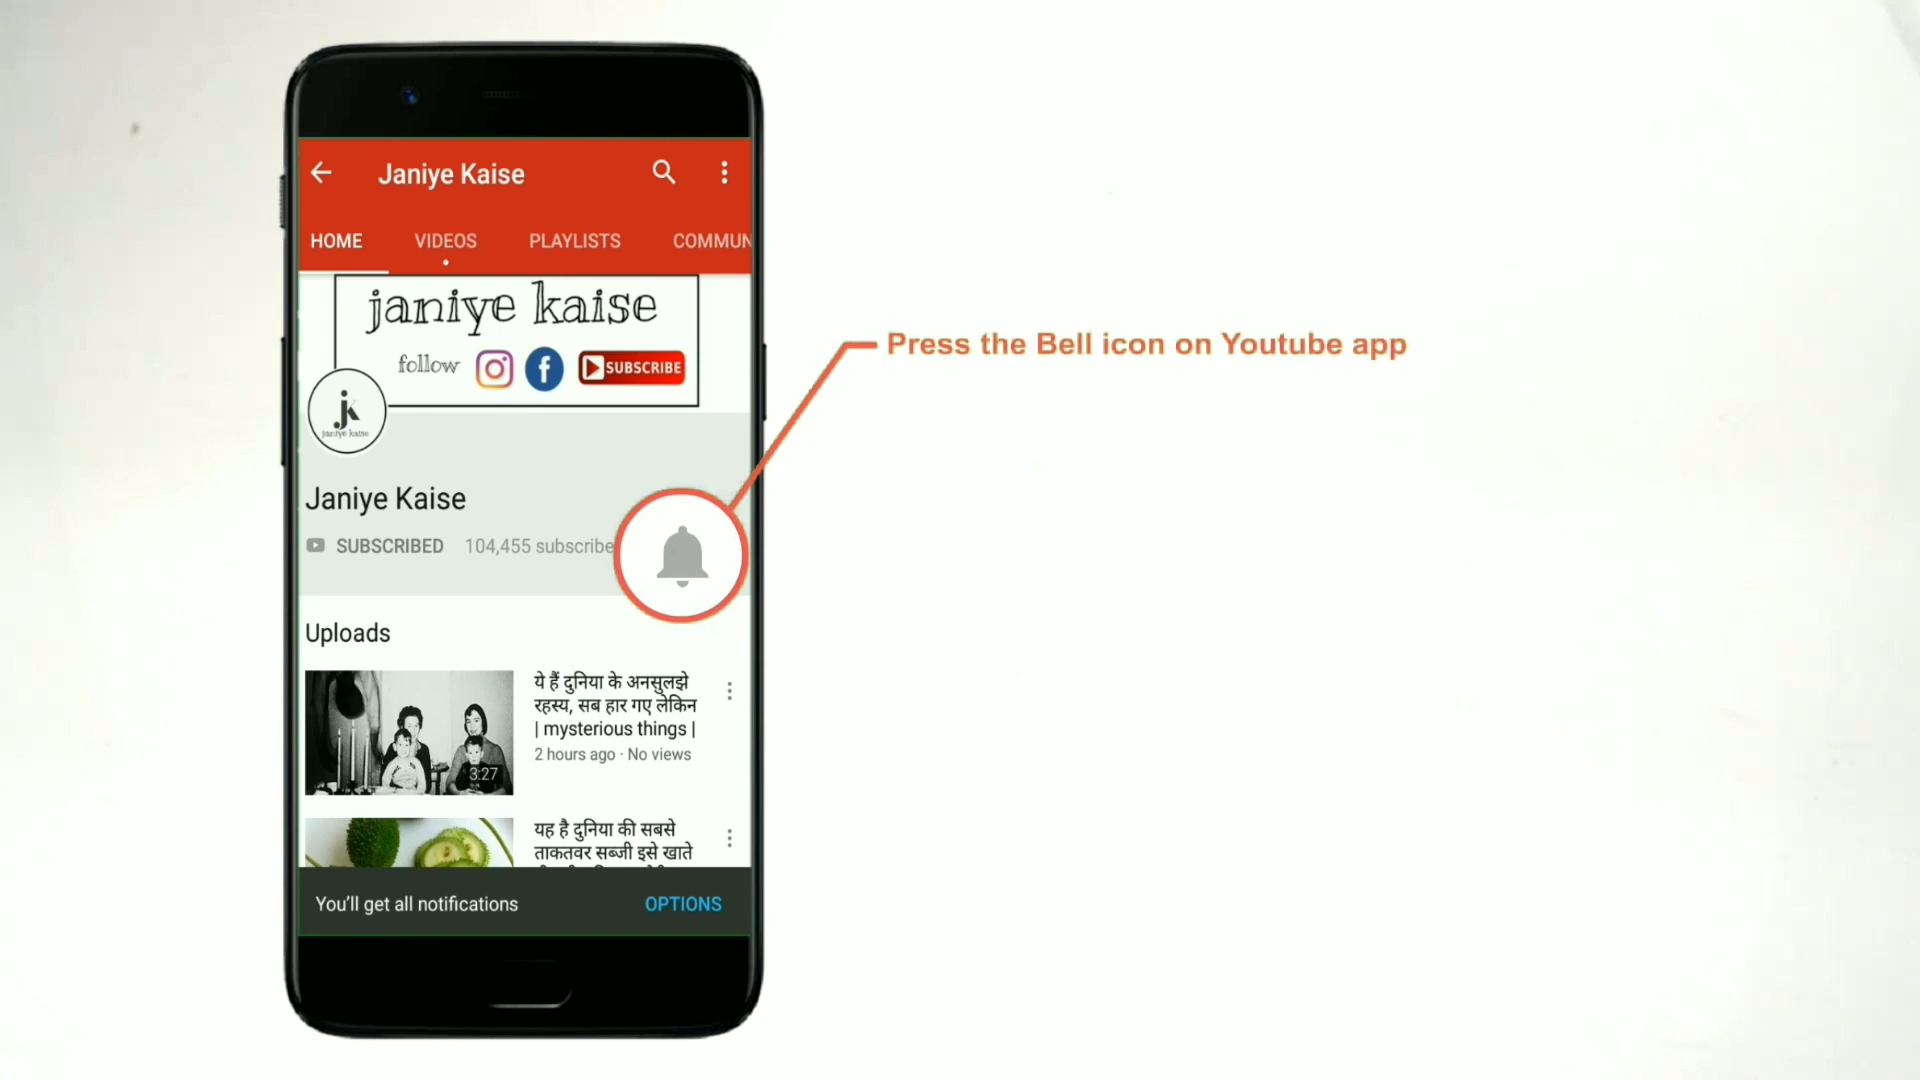 Janiye Kaise
HOME VIDEOS PLAYLISTS COMMUN
janiye kaise
follow
SUBSCRIBE
jk
janiye kaise
Press the Bell icon on Youtube app
Janiye Kaise
SUBSCRIBED 104,455 subscribe
Uploads
ये हैं दुनिया के अनसुलझे
रहस्य, सब हार गए लेकिन
| mysterious things |
2 hours ago · No views
3:27
यह है दुनिया की सबसे
ताकतवर सब्जी इसे खाते
You'll get all notifications OPTIONS